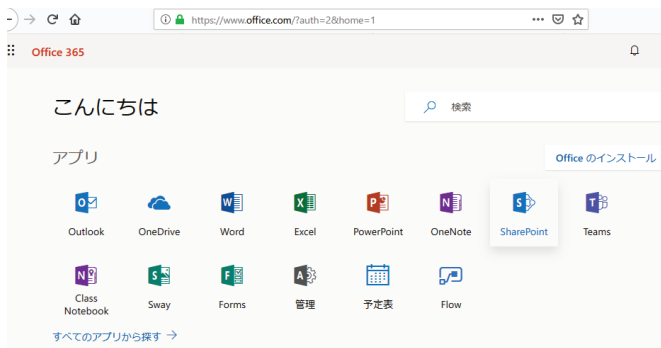 https://www.office.com/?auth=2&home=1
Office 365
こんにちは
検索
アプリ
Office のインストール
Outlook
OneDrive
Word
Excel
PowerPoint
OneNote
SharePoint
Teams
Class
Notebook
Sway
Forms
管理
予定表
Flow
すべてのアプリから探す →